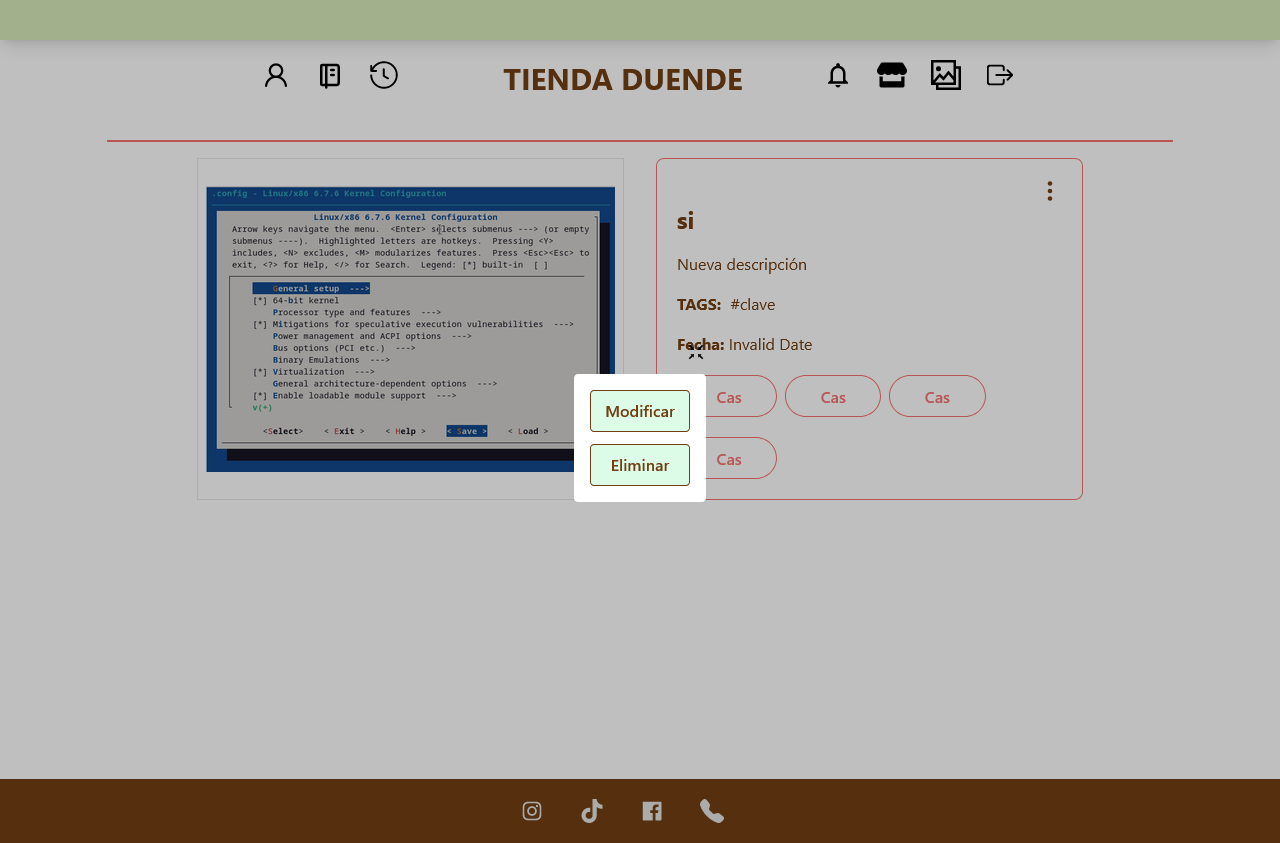 TIENDA DUENDE
.config - Linux/x86 6.7.6 Kernel Configuration
Linux/x86 6.7.6 Kernel Configuration
Arrow keys navigate the menu. <Enter> selects submenus ---> (or empty
submenus ----). Highlighted letters are hotkeys. Pressing <Y>
includes, <N> excludes, <M> modularizes features. Press <Esc><Esc> to
exit, <?> for Help, </> for Search. Legend: [*] built-in [ ]
General setup --->
[*] 64-bit kernel
Processor type and features --->
[*] Mitigations for speculative execution vulnerabilities --->
Power management and ACPI options --->
Bus options (PCI etc.) --->
Binary Emulations --->
[*] Virtualization --->
General architecture-dependent options --->
[*] Enable loadable module support --->
v(+)
<Select> < Exit > < Help > < Save > < Load >
si
Nueva descripción
TAGS: #clave
Fecha: Invalid Date
Cas
Cas
Cas
Cas
Modificar
Eliminar